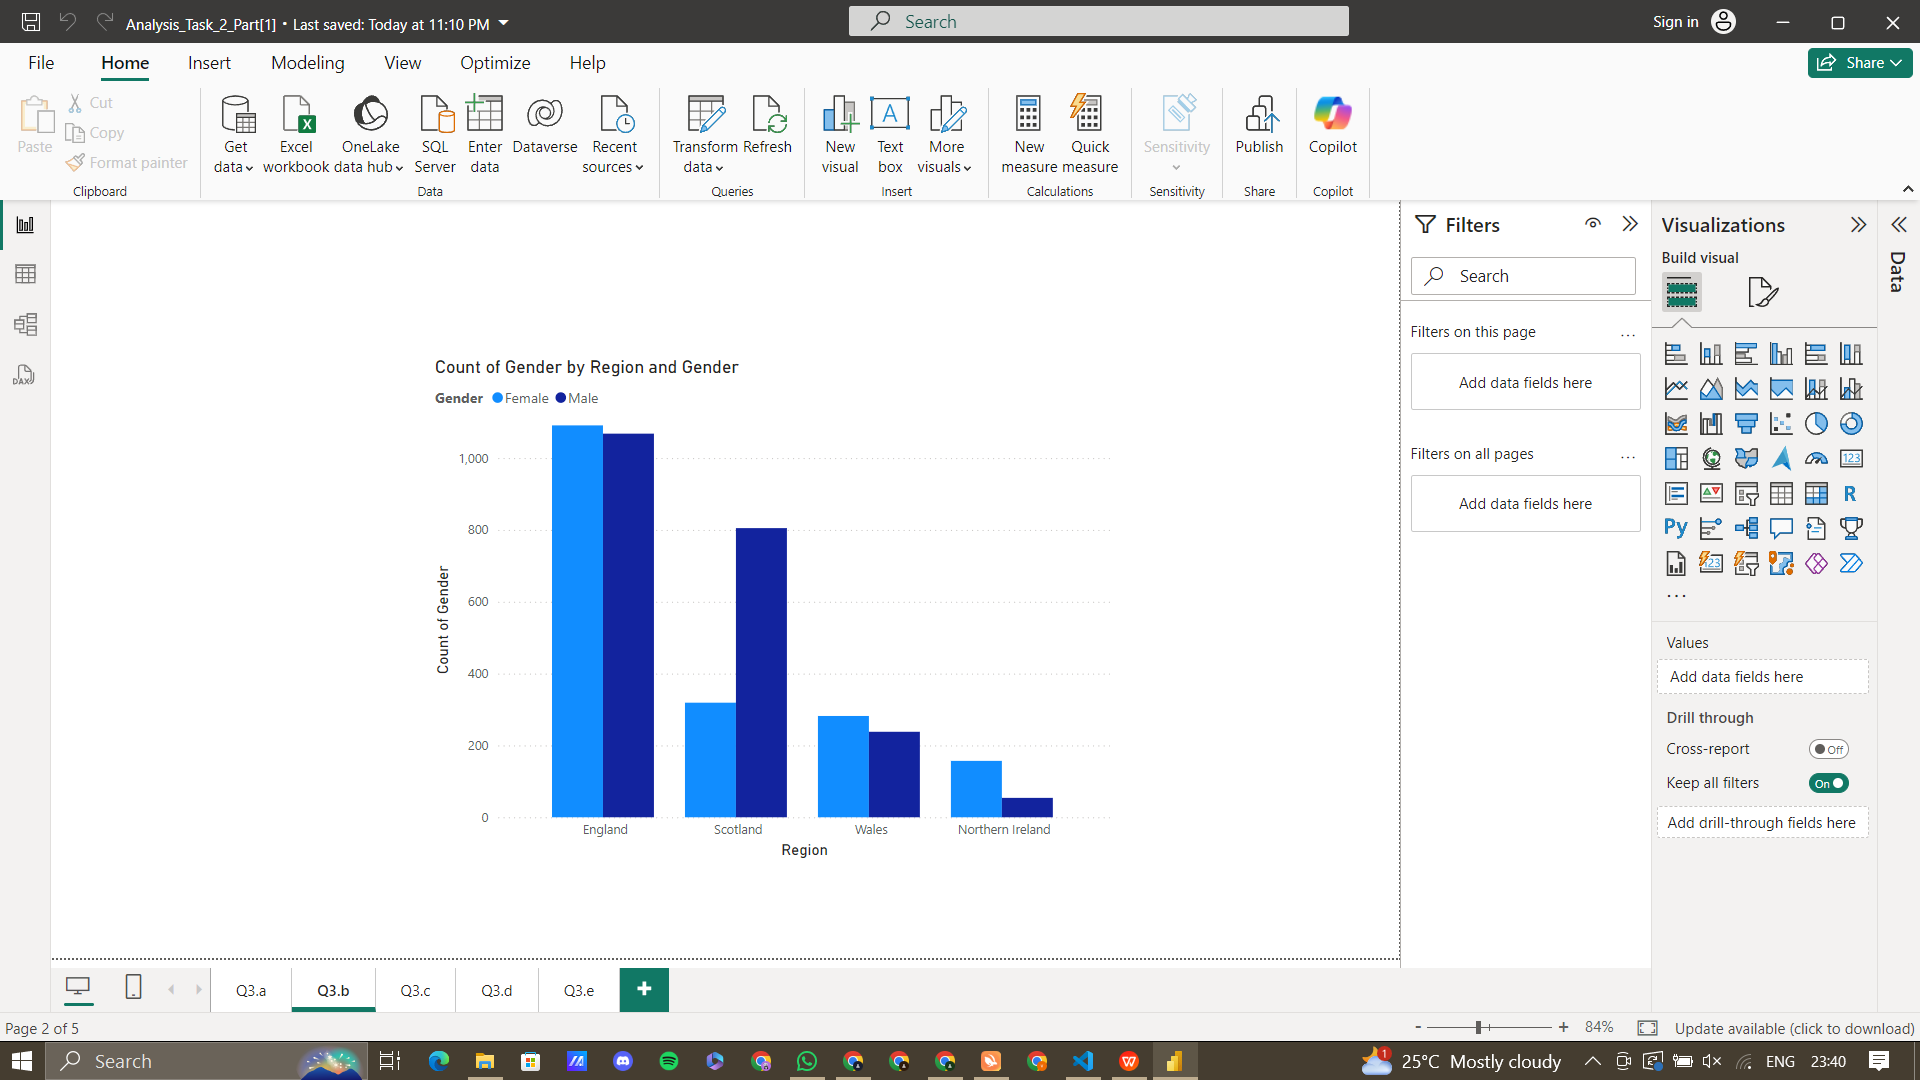 Analysis_Task_2_Part[1] • Last saved: Today at 11:10 PM
Search
Sign in
File Home Insert Modeling View Optimize Help
Share
Paste
Cut
Copy
Format painter
Clipboard
Get data
Excel workbook
OneLake data hub
SQL Server
Enter data
Dataverse
Recent sources
Data
Transform data
Refresh
Queries
New visual
Text box
More visuals
Insert
New measure
Quick measure
Calculations
Sensitivity
Sensitivity
Publish
Share
Copilot
Copilot
DAX
Count of Gender by Region and Gender
Gender Female Male
Count of Gender
1,000
800
600
400
200
0
England Scotland Wales Northern Ireland
Region
Filters
Search
Filters on this page ...
Add data fields here
Filters on all pages ...
Add data fields here
Visualizations
Build visual
123
R
Py
123
...
Values
Add data fields here
Drill through
Cross-report Off
Keep all filters On
Add drill-through fields here
Data
Q3.a Q3.b Q3.c Q3.d Q3.e +
Page 2 of 5
- + 84%
Update available (click to download)
Search
1
25°C Mostly cloudy
ENG 23:40